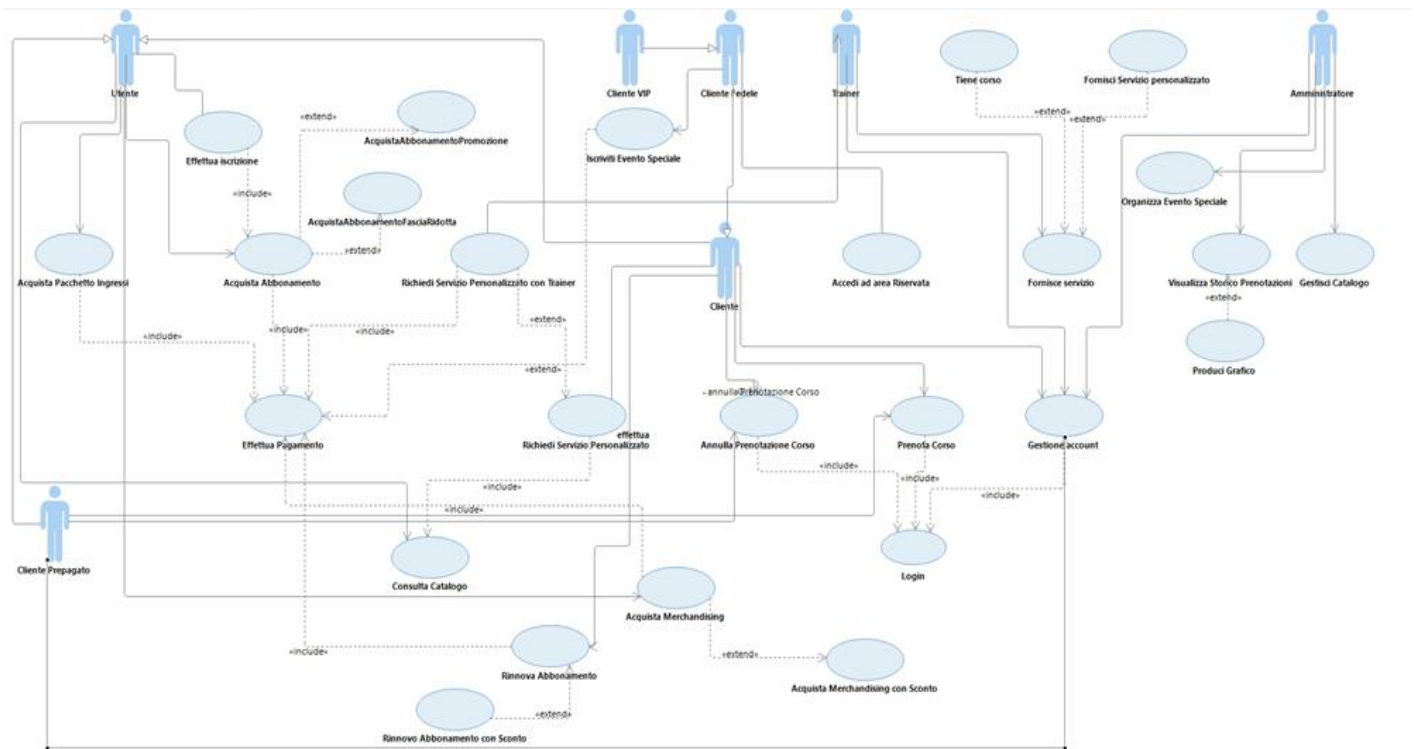 Utente
Cliente VIP
Cliente Fedele
Trainer
Tiene corso
Fornisci Servizio personalizzato
Amministratore
«extend»
AcquistaAbbonamentoPromozione
«extend»
«extend»
Effettua iscrizione
Iscriviti Evento Speciale
«include»
Organizza Evento Speciale
AcquistaAbbonamentoFasciaRidotta
«extend»
Acquista Pacchetto Ingressi
Acquista Abbonamento
Richiedi Servizio Personalizzato con Trainer
Cliente
Accedi ad area Riservata
Fornisce servizio
Visualizza Storico Prenotazioni
Gestisci Catalogo
«extend»
«include»
«include»
«include»
«extend»
«extend»
Produci Grafico
annullaPrenotazione Corso
Effettua Pagamento
effettua
Richiedi Servizio Personalizzato
Annulla Prenotazione Corso
Prenota Corso
Gestione account
«include»
«include»
«include»
«include»
Cliente Prepagato
Consulta Catalogo
Login
Acquista Merchandising
«include»
«extend»
Rinnova Abbonamento
Acquista Merchandising con Sconto
«extend»
Rinnovo Abbonamento con Sconto